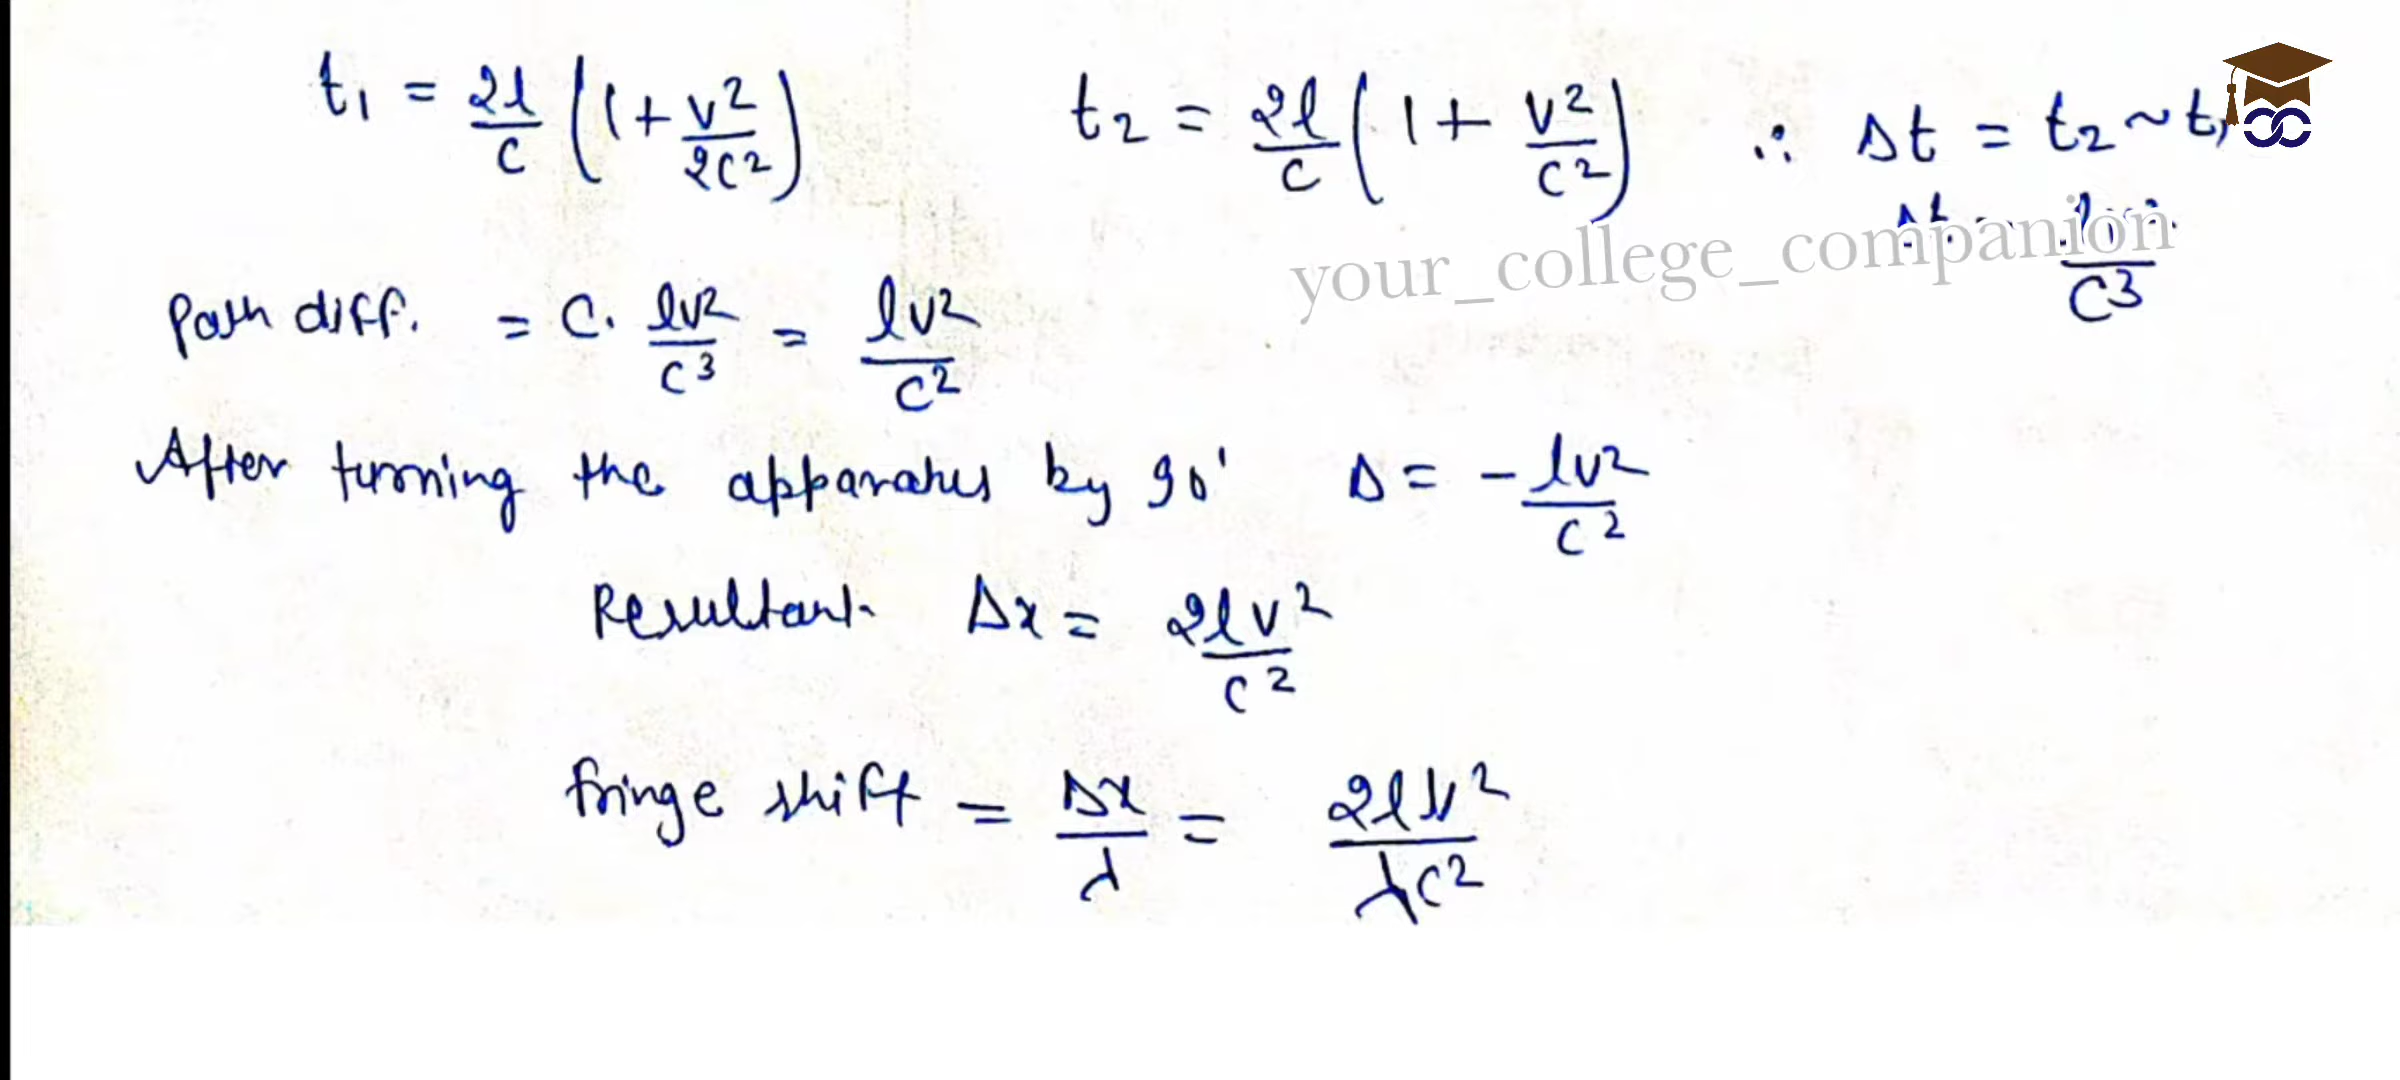 t₁ = 2l/c (1 + v²/2c²) t₂ = 2l/c (1 + v²/c²) ∴ Δt = t₂ ~ t₁
your_college_companion
Δt = lv²/c³
Path diff. = C. lv²/c³ = lv²/c²
After turning the apparatus by 90° Δ = - lv²/c²
Resultant Δx = 2lv²/c²
fringe shift = Δx/λ = 2lv²/λc²